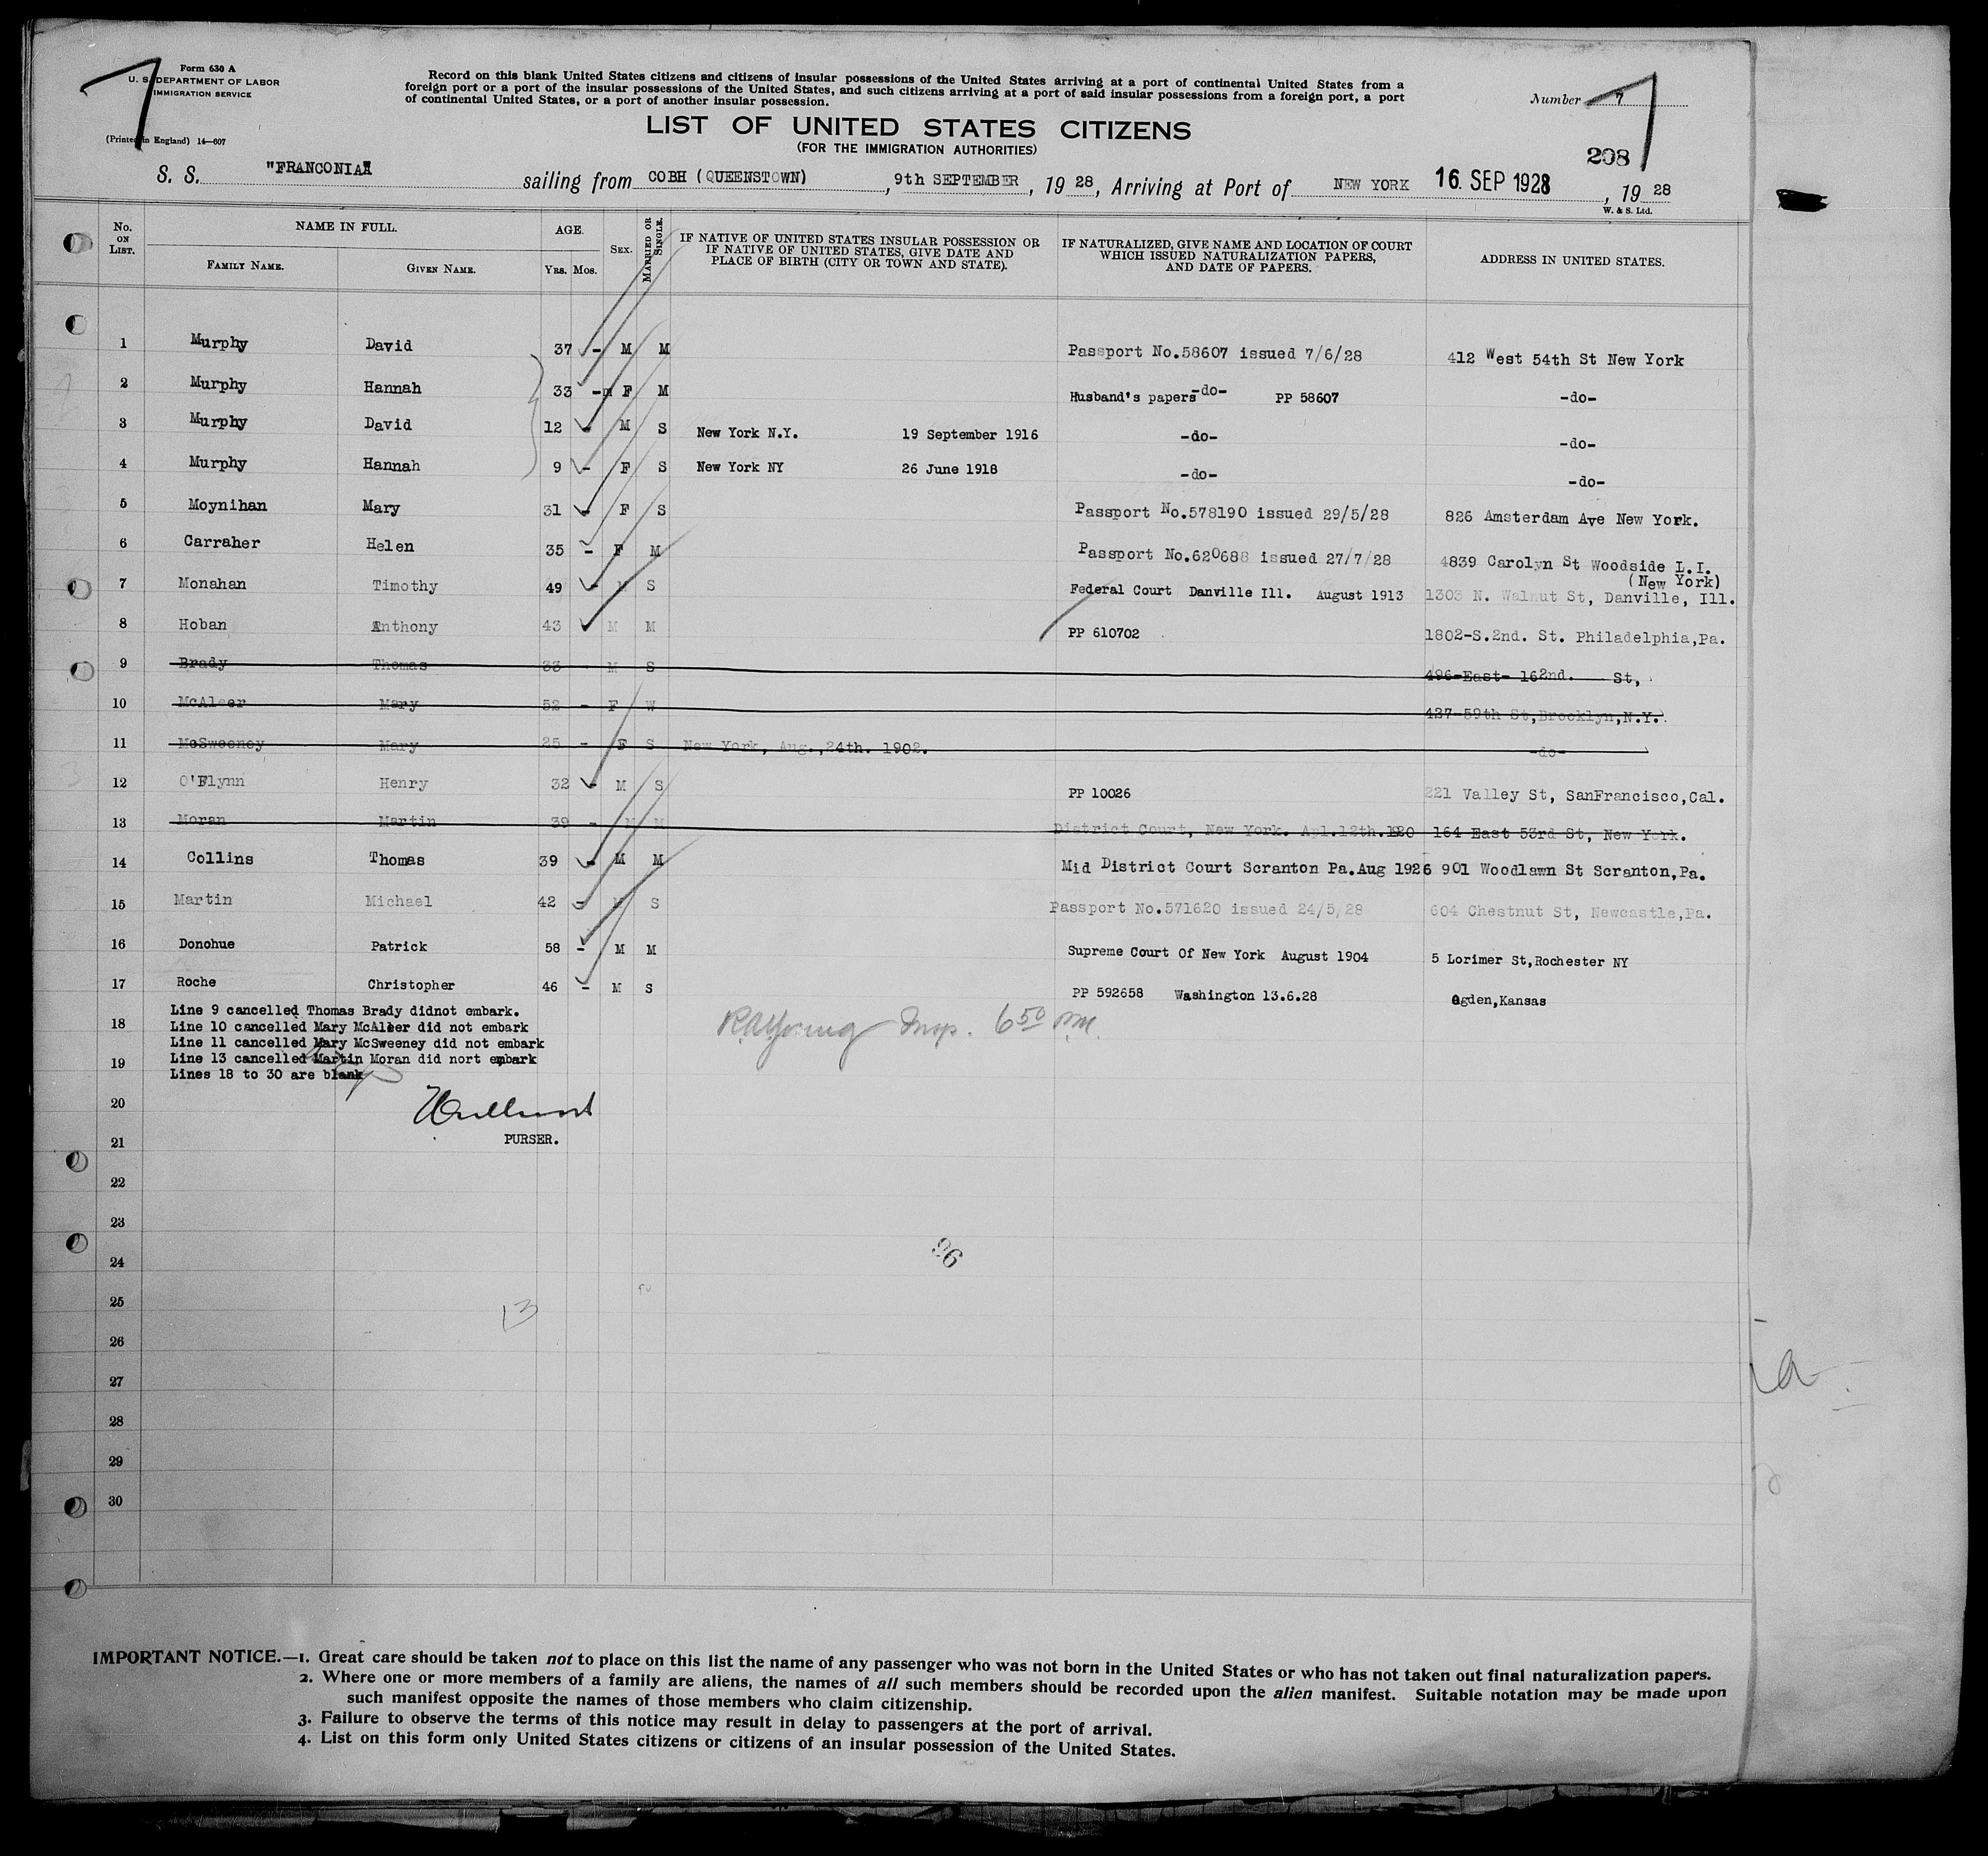 Form 630 A
U. S. DEPARTMENT OF LABOR
IMMIGRATION SERVICE
(Printed in England) 14—607
Record on this blank United States citizens and citizens of insular possessions of the United States arriving at a port of continental United States from a
foreign port or a port of the insular possessions of the United States, and such citizens arriving at a port of said insular possessions from a foreign port, a port
of continental United States, or a port of another insular possession.
Number 7
LIST OF UNITED STATES CITIZENS
(FOR THE IMMIGRATION AUTHORITIES)
208
S. S. "FRANCONIA" sailing from COBH (QUEENSTOWN), 9th SEPTEMBER, 19 28, Arriving at Port of NEW YORK 16. SEP 1928, 19 28
W. & S. Ltd.
No. ON LIST. NAME IN FULL. FAMILY NAME. GIVEN NAME. AGE. YRS. MOS. SEX. MARRIED OR SINGLE. IF NATIVE OF UNITED STATES INSULAR POSSESSION OR IF NATIVE OF UNITED STATES, GIVE DATE AND PLACE OF BIRTH (CITY OR TOWN AND STATE). IF NATURALIZED, GIVE NAME AND LOCATION OF COURT WHICH ISSUED NATURALIZATION PAPERS, AND DATE OF PAPERS. ADDRESS IN UNITED STATES.
1 Murphy David 37 - M M Passport No.58607 issued 7/6/28 412 West 54th St New York
2 Murphy Hannah 33 - F M Husband's papers -do- PP 58607 -do-
3 Murphy David 12 - M S New York N.Y. 19 September 1916 -do- -do-
4 Murphy Hannah 9 - F S New York NY 26 June 1918 -do- -do-
5 Moynihan Mary 31 - F S Passport No.578190 issued 29/5/28 826 Amsterdam Ave New York.
6 Carraher Helen 35 - F M Passport No.620688 issued 27/7/28 4839 Carolyn St Woodside L.I.
(New York)
7 Monahan Timothy 49 - M S Federal Court Danville Ill. August 1913 1303 N. Walnut St, Danville, Ill.
8 Hoban Anthony 43 M M PP 610702 1802-S.2nd. St. Philadelphia,Pa.
9 Brady Thomas 33 - M S 496-East- 162nd. St,
10 McAleer Mary 52 - F W 427-59th St,Brooklyn,N.Y.
11 McSweeney Mary 25 - F S New York, Aug.,24th. 1902. -do-
12 O'Flynn Henry 32 - M S PP 10026 221 Valley St, SanFrancisco,Cal.
13 Moran Martin 39 - M M District Court, New York. Apl.12th.120 164 East 53rd St, New York.
14 Collins Thomas 39 - M M Mid District Court Scranton Pa.Aug 1926 901 Woodlawn St Scranton,Pa.
15 Martin Michael 42 - M S Passport No.571620 issued 24/5/28 604 Chestnut St, Newcastle,Pa.
16 Donohue Patrick 58 - M M Supreme Court Of New York August 1904 5 Lorimer St,Rochester NY
17 Roche Christopher 46 - M S PP 592658 Washington 13.6.28 Ogden,Kansas
Line 9 cancelled Thomas Brady didnot embark.
18 Line 10 cancelled Mary McAleer did not embark
Line 11 cancelled Mary McSweeney did not embark
Line 13 cancelled Martin Moran did nort embark
19
Lines 18 to 30 are blank
Insp. 6 50 PM
20
PURSER.
21
22
23
24
96
25
13
26
27
28
29
30
IMPORTANT NOTICE.—1. Great care should be taken not to place on this list the name of any passenger who was not born in the United States or who has not taken out final naturalization papers.
2. Where one or more members of a family are aliens, the names of all such members should be recorded upon the alien manifest. Suitable notation may be made upon
such manifest opposite the names of those members who claim citizenship.
3. Failure to observe the terms of this notice may result in delay to passengers at the port of arrival.
4. List on this form only United States citizens or citizens of an insular possession of the United States.